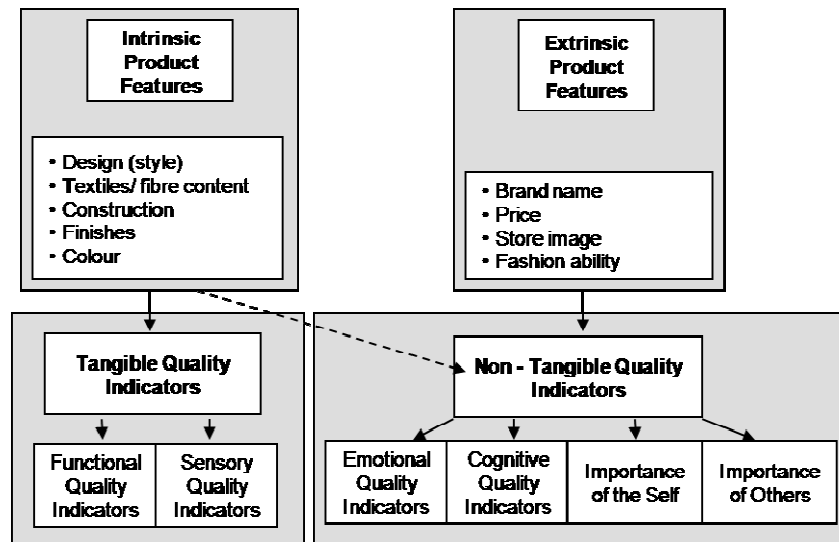 Intrinsic
Product
Features
• Design (style)
• Textiles/ fibre content
• Construction
• Finishes
• Colour
Extrinsic
Product
Features
• Brand name
• Price
• Store image
• Fashion ability
Tangible Quality
Indicators
Functional
Quality
Indicators
Sensory
Quality
Indicators
Non - Tangible Quality
Indicators
Emotional
Quality
Indicators
Cognitive
Quality
Indicators
Importance
of the Self
Importance
of Others